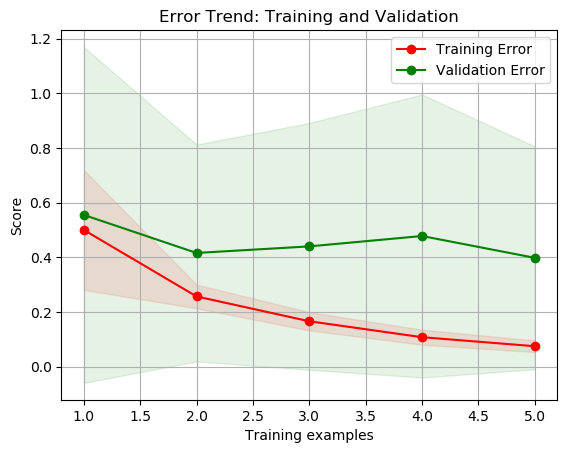 Error Trend: Training and Validation
Training Error
Validation Error
Score
1.2
1.0
0.8
0.6
0.4
0.2
0.0
1.0 1.5 2.0 2.5 3.0 3.5 4.0 4.5 5.0
Training examples